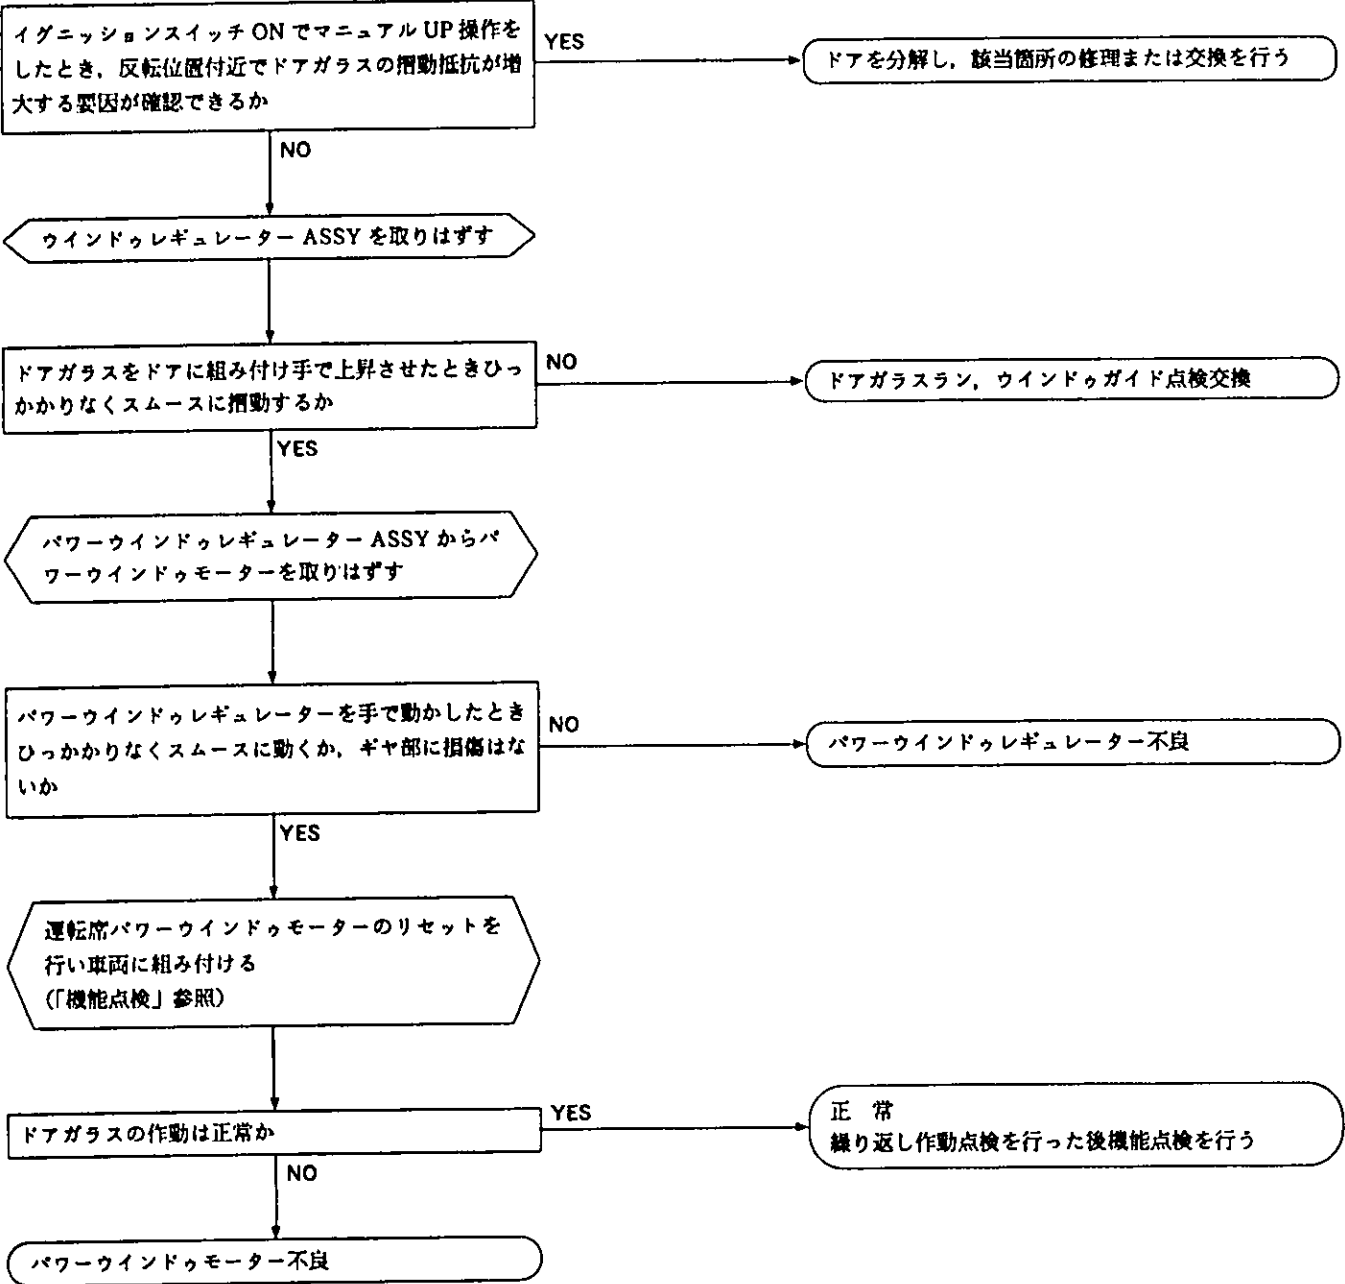 イグニッションスイッチ ON でマニュアル UP 操作を
したとき，反転位置付近でドアガラスの摺動抵抗が増
大する要因が確認できるか
YES
ドアを分解し，該当箇所の修理または交換を行う
NO
ウインドゥレギュレーター ASSY を取りはずす
ドアガラスをドアに組み付け手で上昇させたときひっ
かかりなくスムースに摺動するか
NO
ドアガラスラン，ウインドゥガイド点検交換
YES
パワーウインドゥレギュレーター ASSY からパ
ワーウインドゥモーターを取りはずす
パワーウインドゥレギュレーターを手で動かしたとき
ひっかかりなくスムースに動くか，ギヤ部に損傷はな
いか
NO
パワーウインドゥレギュレーター不良
YES
運転席パワーウインドゥモーターのリセットを
行い車両に組み付ける
(「機能点検」参照)
ドアガラスの作動は正常か
YES
正　常
繰り返し作動点検を行った後機能点検を行う
NO
パワーウインドゥモーター不良